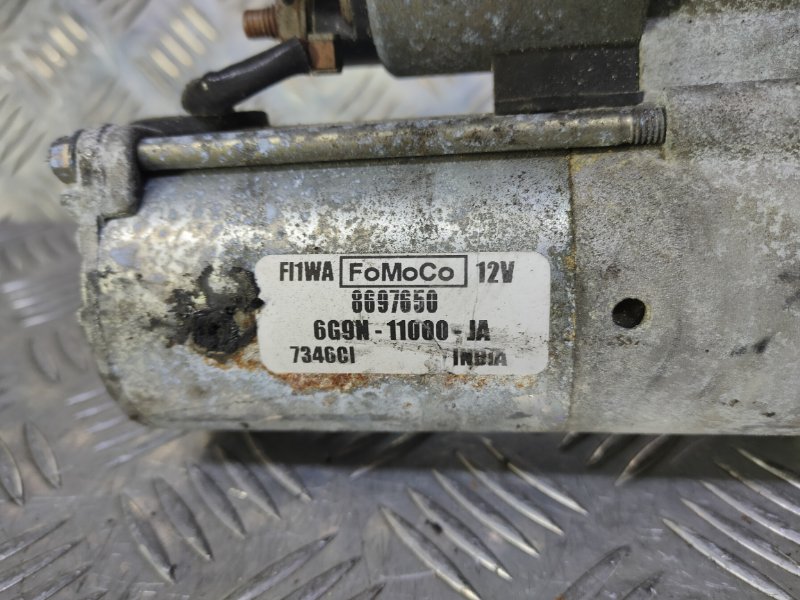 FI1WA FoMoCo 12V
8697650
6G9N-11000-JA
7346CI INDIA